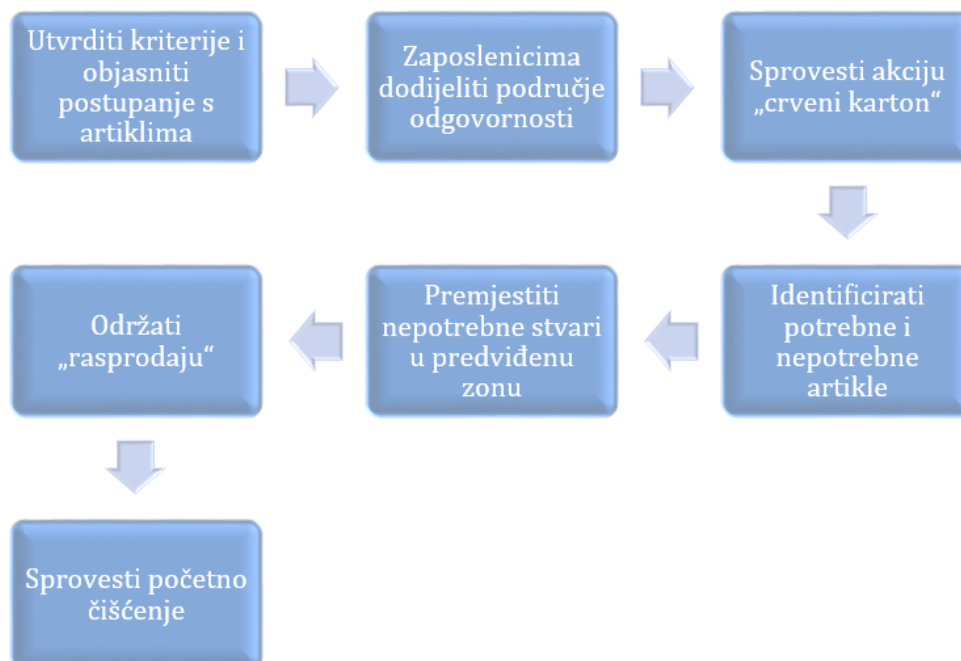 Utvrditi kriterije i
objasniti
postupanje s
artiklima
Zaposlenicima
dodijeliti područje
odgovornosti
Sprovesti akciju
„crveni karton“
Identificirati
potrebne i
nepotrebne
artikle
Premjestiti
nepotrebne stvari
u predviđenu
zonu
Održati
„rasprodaju“
Sprovesti početno
čišćenje